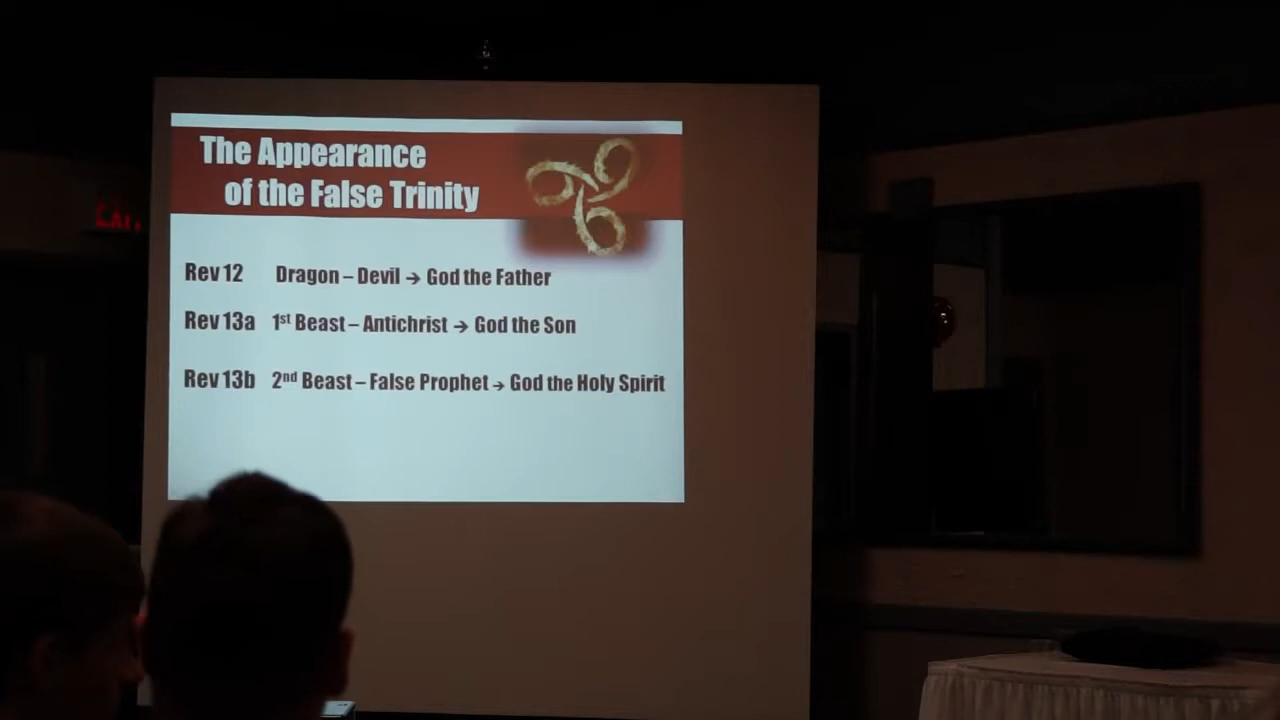 The Appearance
of the False Trinity
Rev 12 Dragon – Devil → God the Father
Rev 13a 1st Beast – Antichrist → God the Son
Rev 13b 2nd Beast – False Prophet → God the Holy Spirit
EXIT